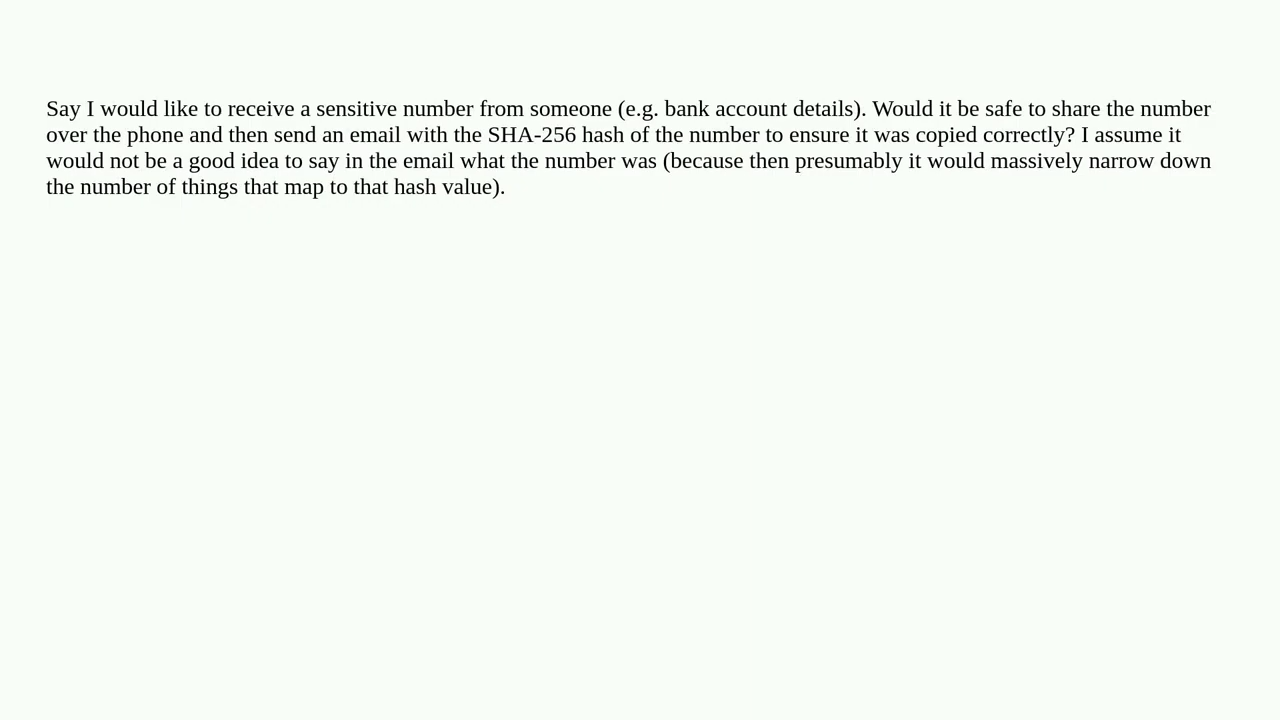 Say I would like to receive a sensitive number from someone (e.g. bank account details). Would it be safe to share the number
over the phone and then send an email with the SHA-256 hash of the number to ensure it was copied correctly? I assume it
would not be a good idea to say in the email what the number was (because then presumably it would massively narrow down
the number of things that map to that hash value).